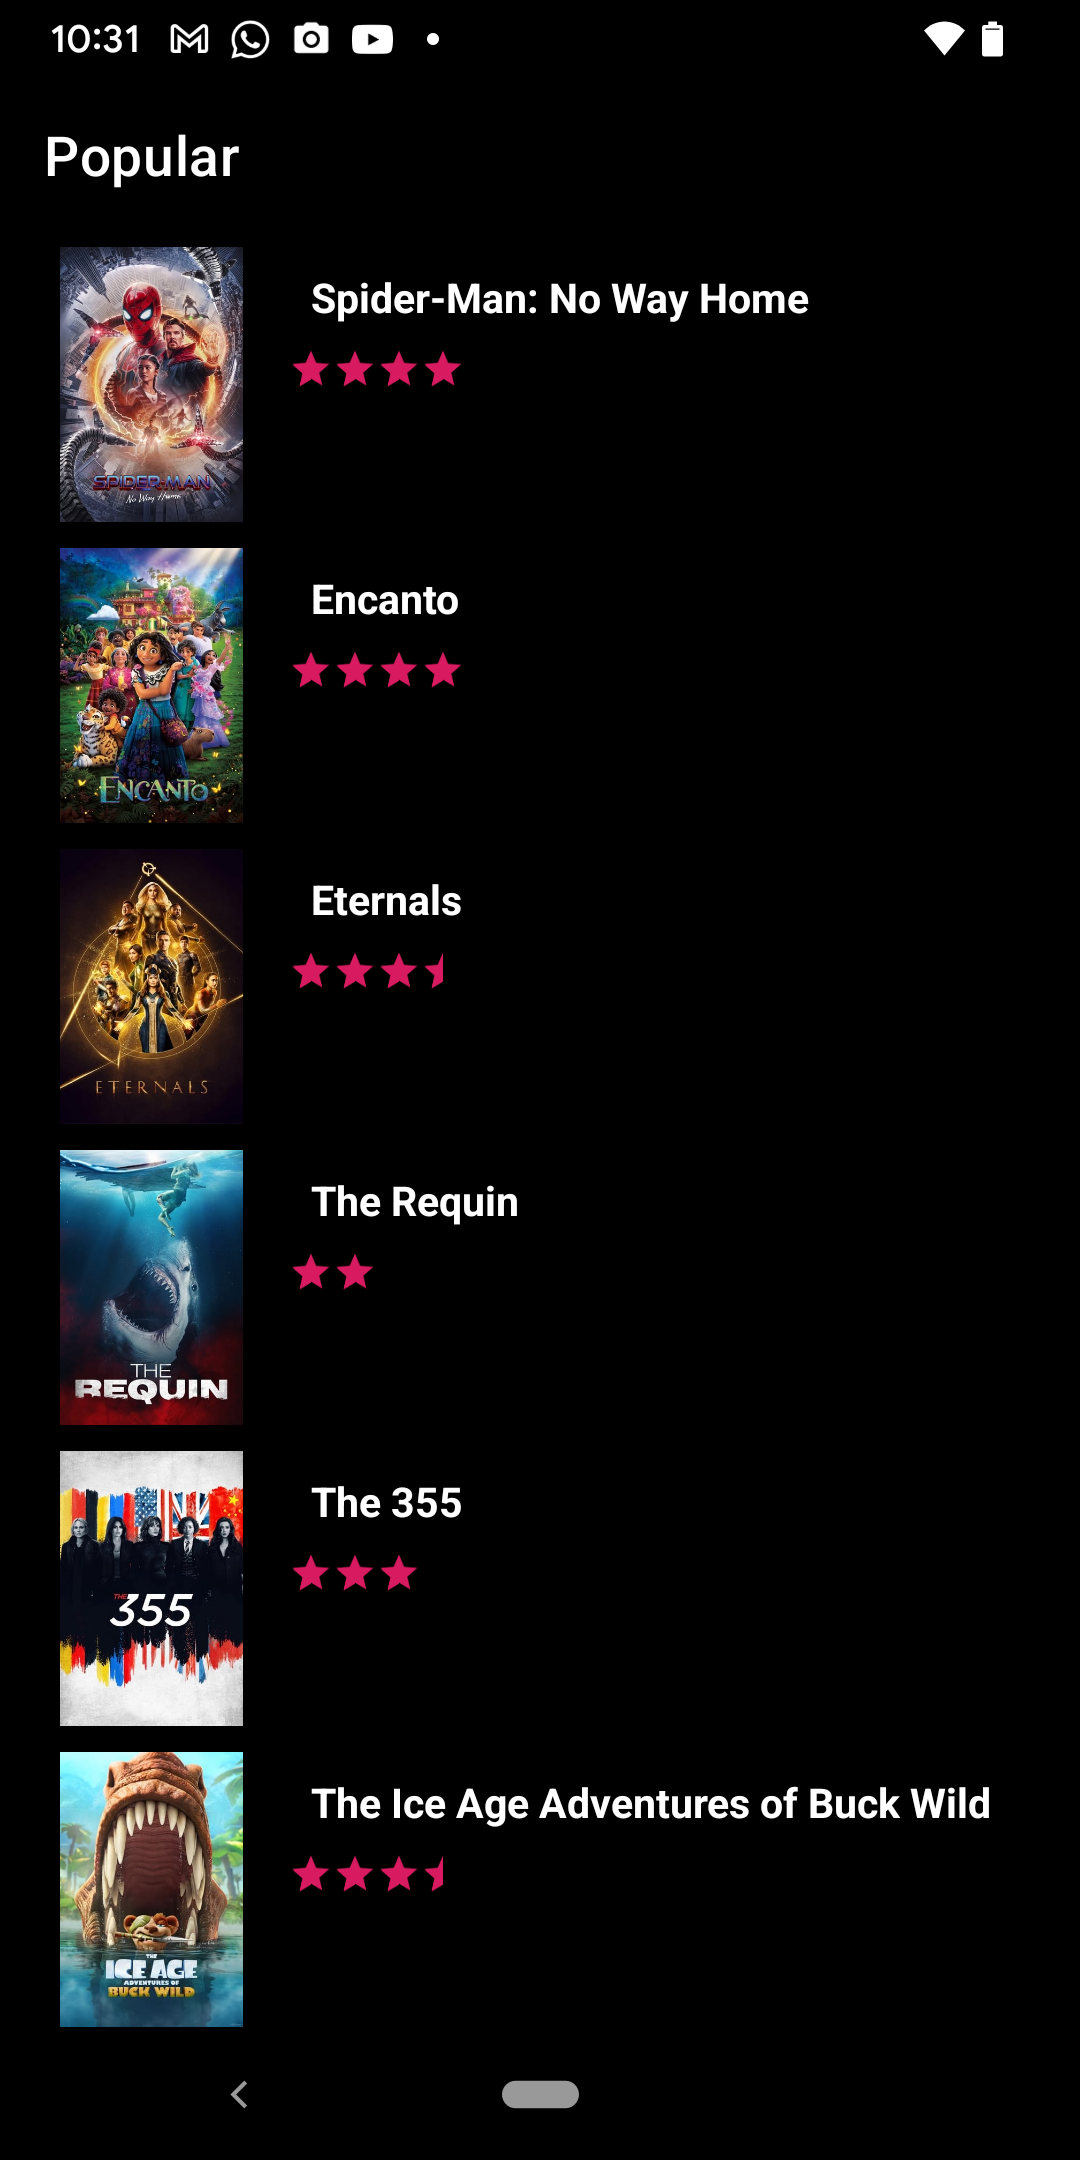 10:31
Popular
SPIDER-MAN
No Way Home
Spider-Man: No Way Home
ENCANTO
Encanto
ETERNALS
Eternals
THE
REQUIN
The Requin
THE
355
The 355
THE
ICE AGE
ADVENTURES OF
BUCK WILD
The Ice Age Adventures of Buck Wild